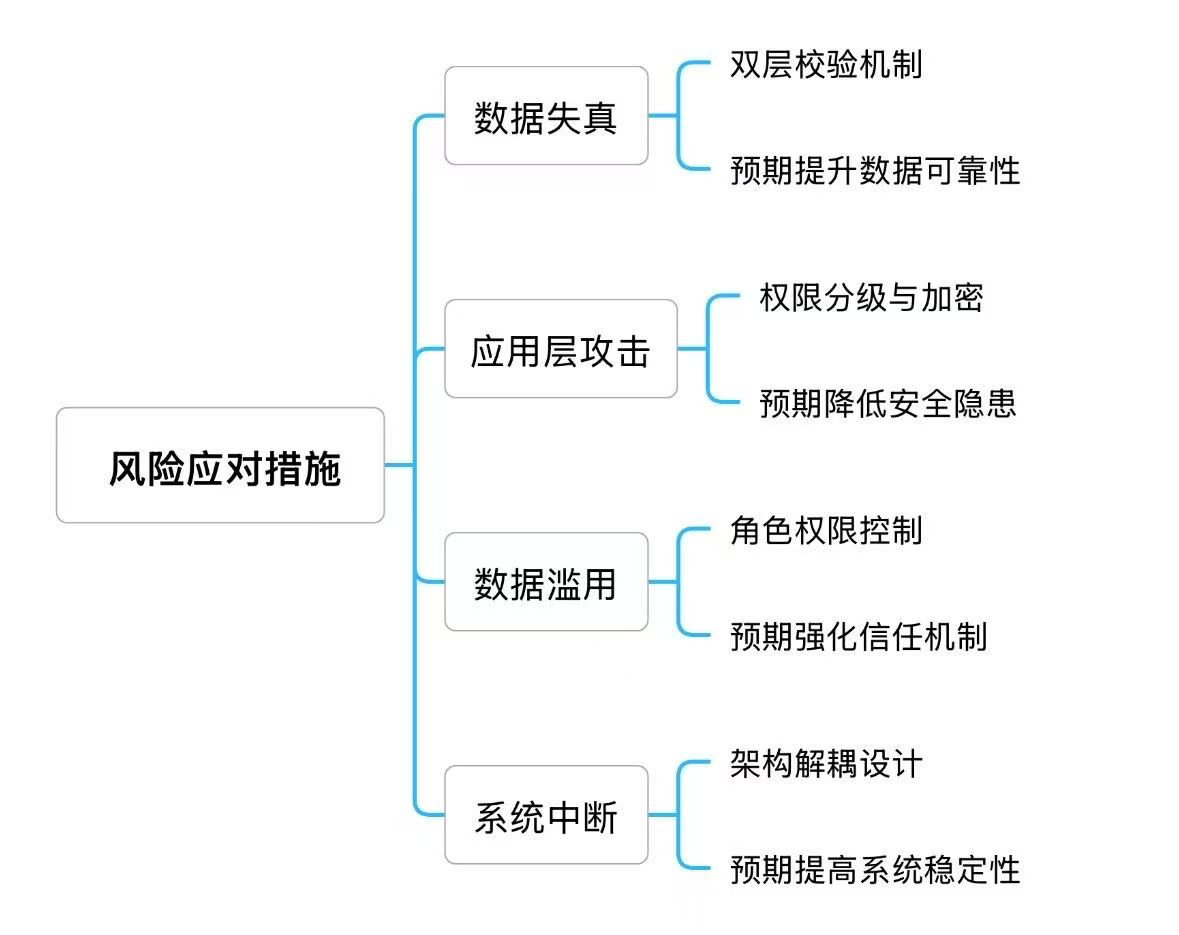 风险应对措施
数据失真
双层校验机制
预期提升数据可靠性
应用层攻击
权限分级与加密
预期降低安全隐患
数据滥用
角色权限控制
预期强化信任机制
系统中断
架构解耦设计
预期提高系统稳定性